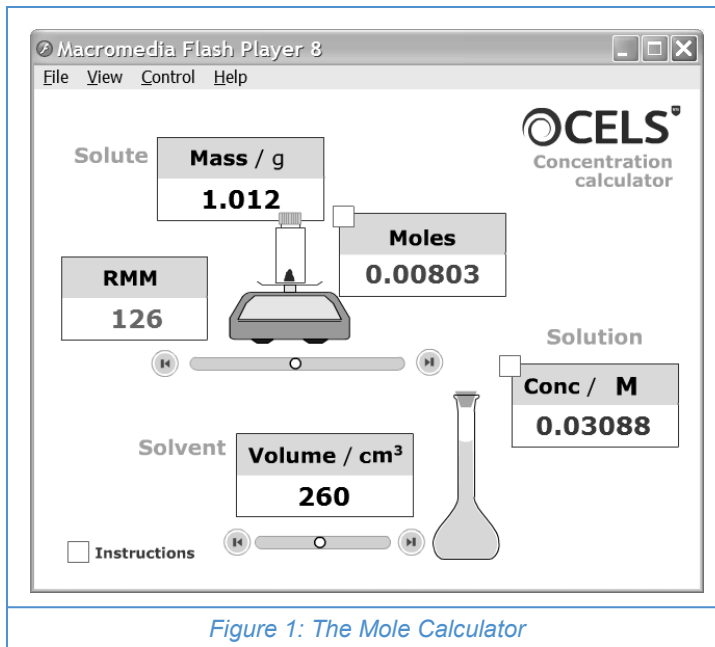 Macromedia Flash Player 8
File View Control Help
OCELS
Concentration
calculator
Solute
Mass / g
1.012
Moles
0.00803
RMM
126
Solution
Conc / M
0.03088
Solvent
Volume / cm³
260
Instructions
Figure 1: The Mole Calculator